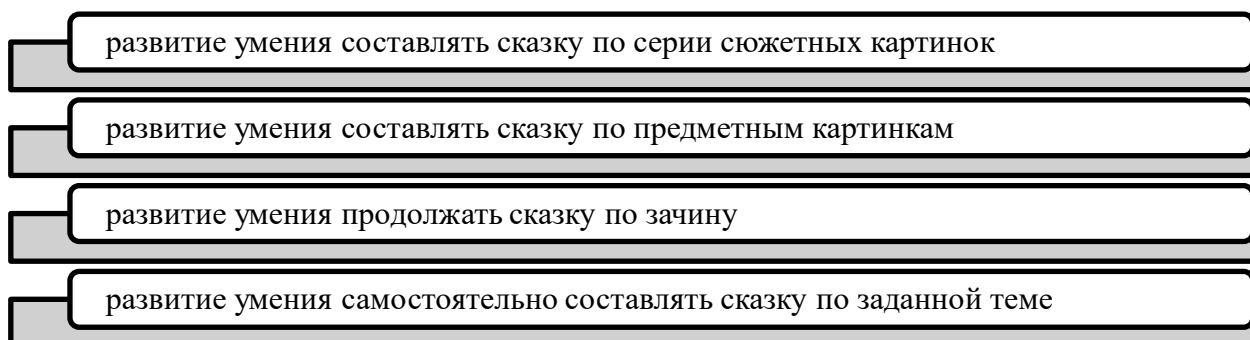 развитие умения составлять сказку по серии сюжетных картинок
развитие умения составлять сказку по предметным картинкам
развитие умения продолжать сказку по зачину
развитие умения самостоятельно составлять сказку по заданной теме